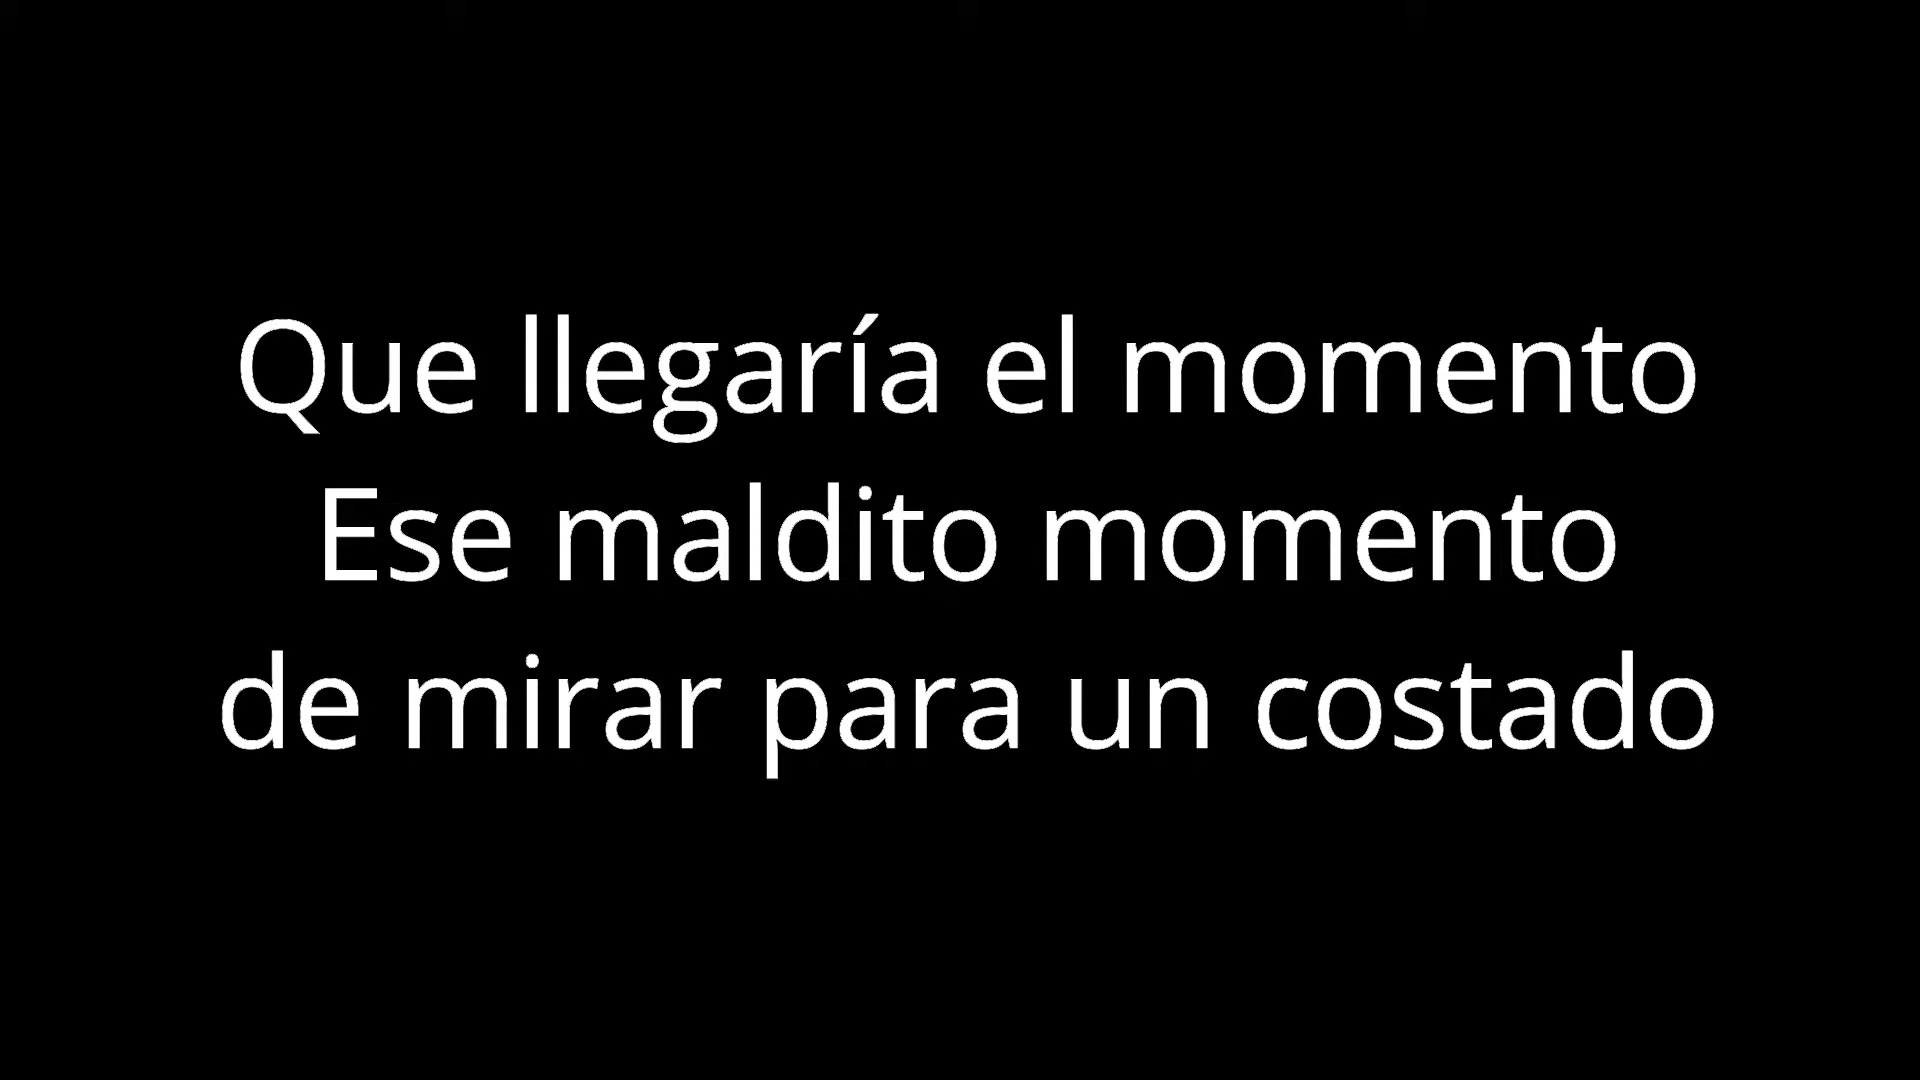 Que llegaría el momento
Ese maldito momento
de mirar para un costado